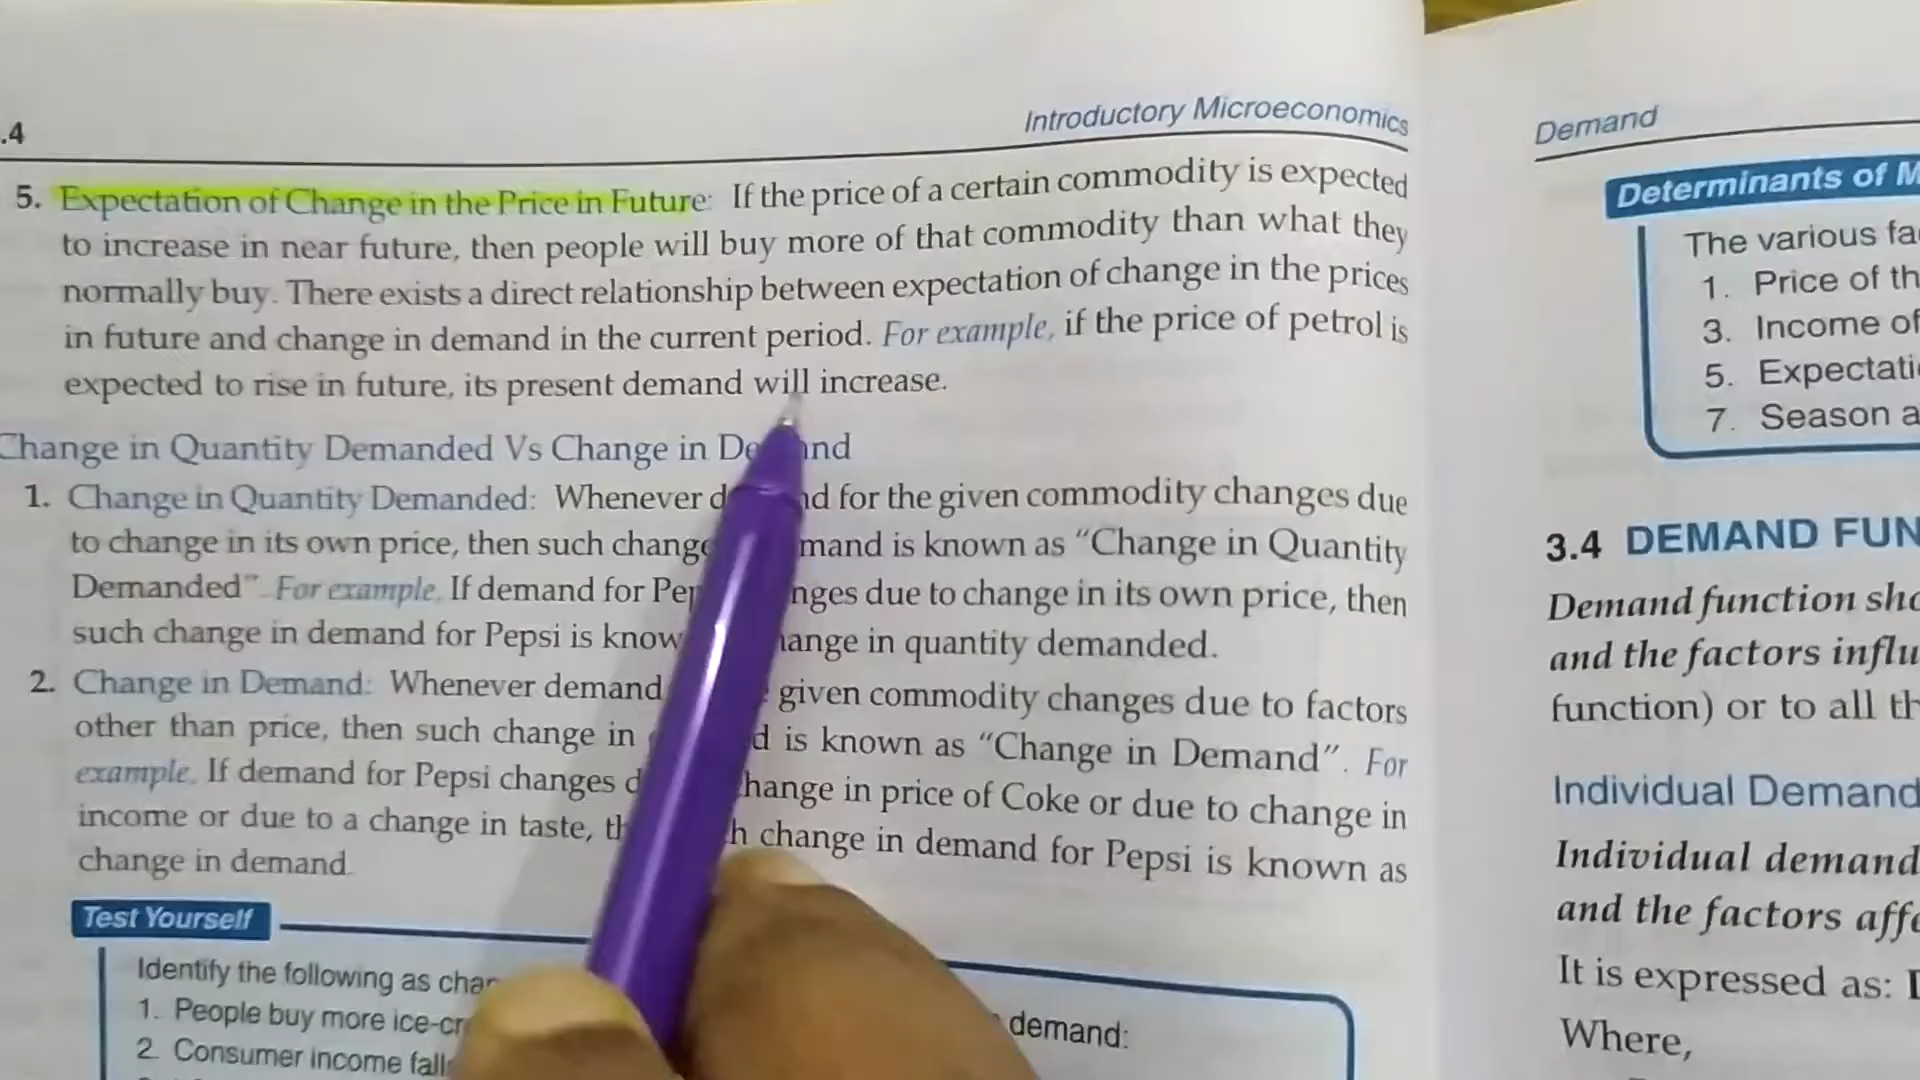 .4
Introductory Microeconomics
5. Expectation of Change in the Price in Future: If the price of a certain commodity is expected
to increase in near future, then people will buy more of that commodity than what they
normally buy. There exists a direct relationship between expectation of change in the prices
in future and change in demand in the current period. For example, if the price of petrol is
expected to rise in future, its present demand will increase.
Change in Quantity Demanded Vs Change in De nd
1. Change in Quantity Demanded: Whenever d nd for the given commodity changes due
to change in its own price, then such change mand is known as “Change in Quantity
Demanded”. For example, If demand for Pep nges due to change in its own price, then
such change in demand for Pepsi is know ange in quantity demanded.
2. Change in Demand: Whenever demand given commodity changes due to factors
other than price, then such change in d is known as “Change in Demand”. For
example, If demand for Pepsi changes d hange in price of Coke or due to change in
income or due to a change in taste, th h change in demand for Pepsi is known as
change in demand
Test Yourself
Identify the following as chan demand:
1. People buy more ice-cr
2. Consumer income falls
Demand
Determinants of M
The various fa
1. Price of th
3. Income of
5. Expectati
7. Season a
3.4 DEMAND FUN
Demand function sho
and the factors influ
function) or to all th
Individual Demand
Individual demand
and the factors affe
It is expressed as:
Where,